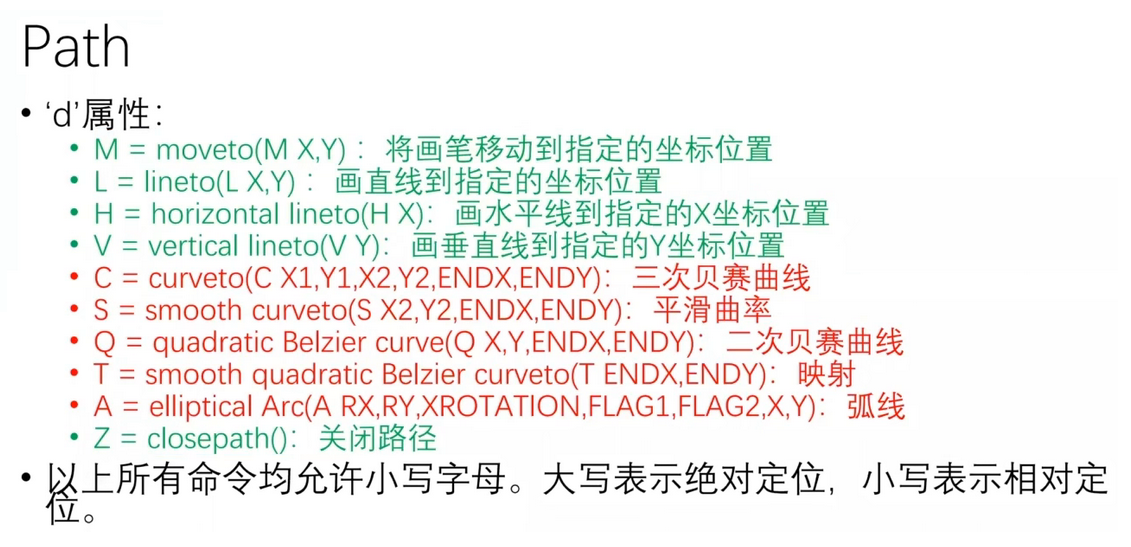 Path
• ‘d’属性：
• M = moveto(M X,Y) ：将画笔移动到指定的坐标位置
• L = lineto(L X,Y) ：画直线到指定的坐标位置
• H = horizontal lineto(H X)：画水平线到指定的X坐标位置
• V = vertical lineto(V Y)：画垂直线到指定的Y坐标位置
• C = curveto(C X1,Y1,X2,Y2,ENDX,ENDY)：三次贝赛曲线
• S = smooth curveto(S X2,Y2,ENDX,ENDY)：平滑曲率
• Q = quadratic Belzier curve(Q X,Y,ENDX,ENDY)：二次贝赛曲线
• T = smooth quadratic Belzier curveto(T ENDX,ENDY)：映射
• A = elliptical Arc(A RX,RY,XROTATION,FLAG1,FLAG2,X,Y)：弧线
• Z = closepath()：关闭路径
• 以上所有命令均允许小写字母。大写表示绝对定位，小写表示相对定
位。